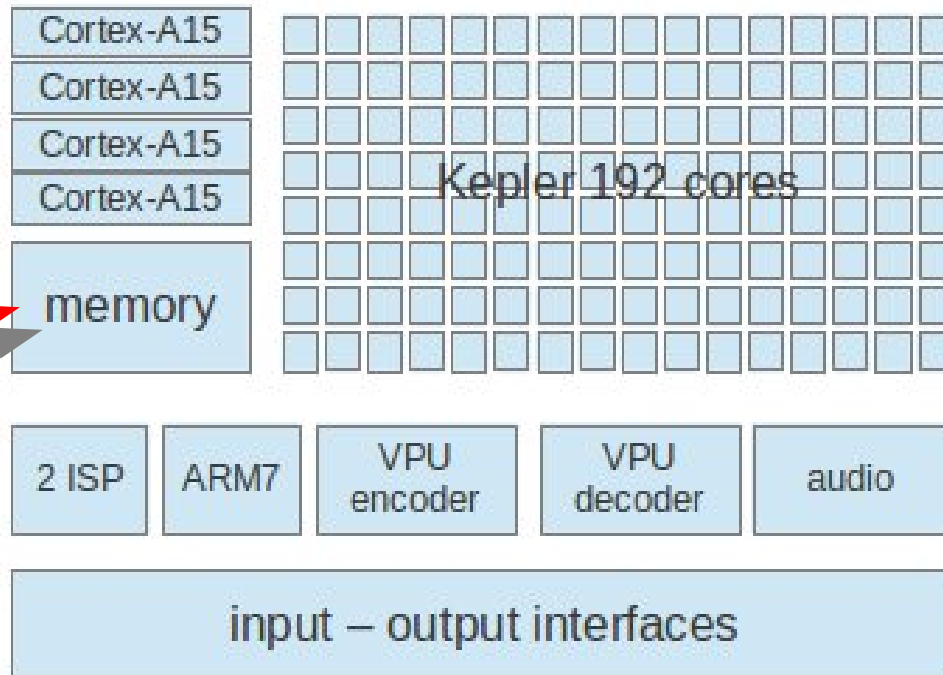 Cortex-A15
Cortex-A15
Cortex-A15
Cortex-A15
Kepler 192 cores
memory
2 ISP
ARM7
VPU
encoder
VPU
decoder
audio
input – output interfaces